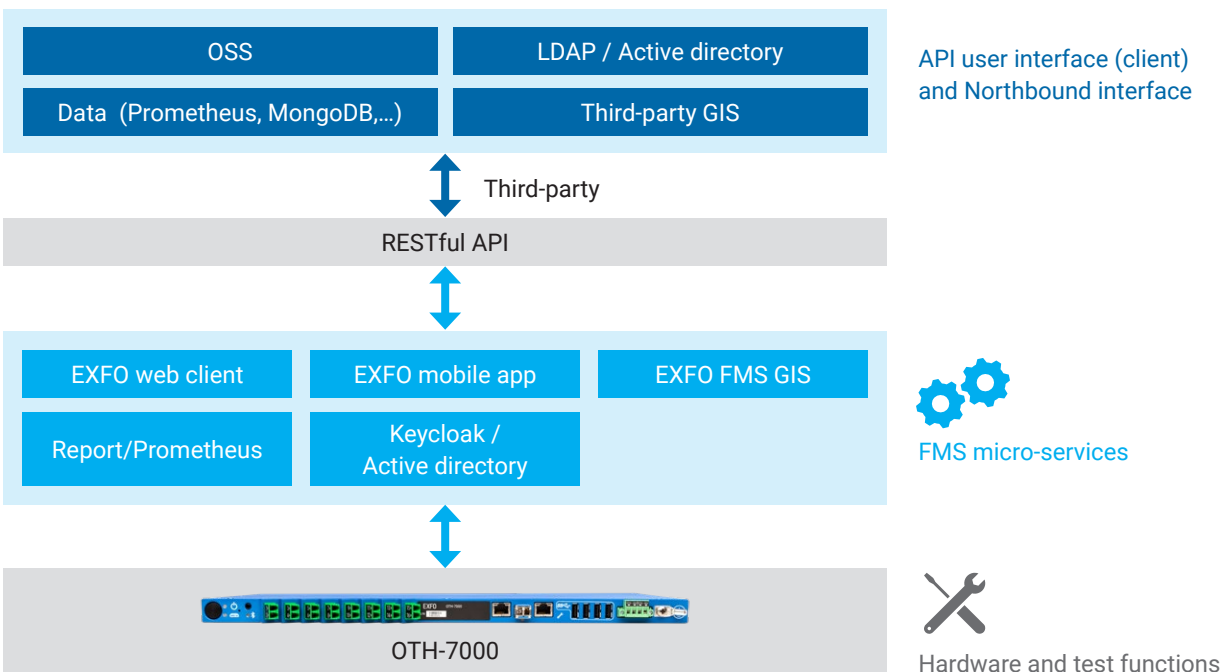 OSS
LDAP / Active directory
Data (Prometheus, MongoDB,…)
Third-party GIS
API user interface (client)
and Northbound interface
Third-party
RESTful API
EXFO web client
EXFO mobile app
EXFO FMS GIS
Report/Prometheus
Keycloak /
Active directory
FMS micro-services
EXFO
OTH-7000
OTH-7000
Hardware and test functions